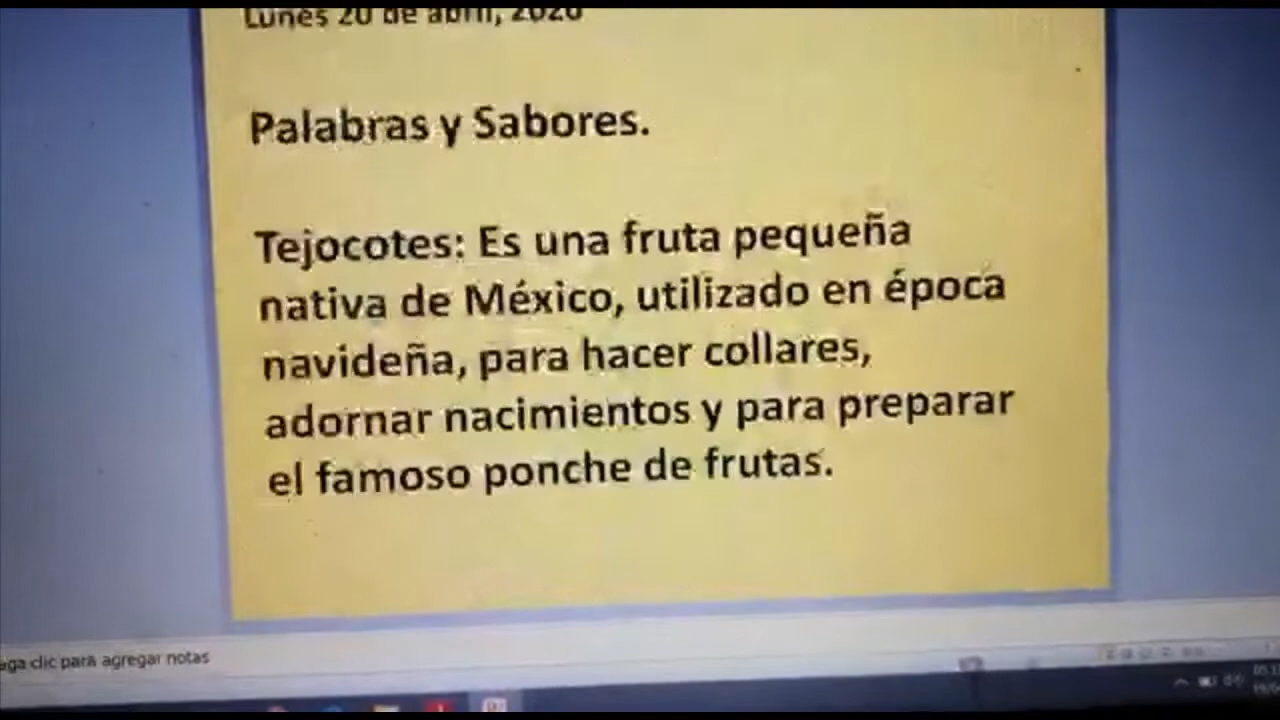 Lunes 20 de abril, 2020
Palabras y Sabores.
Tejocotes: Es una fruta pequeña
nativa de México, utilizado en época
navideña, para hacer collares,
adornar nacimientos y para preparar
el famoso ponche de frutas.
aga clic para agregar notas